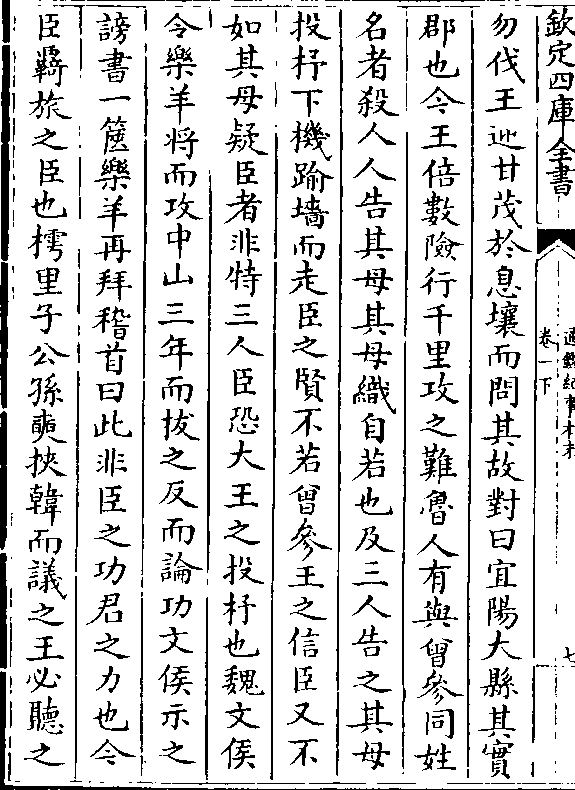 欽定四庫全書
通鑑紀事本末
卷一下
七
勿伐王迎甘茂於息壤而問其故對曰宜陽大縣其實
郡也今王倍數險行千里攻之難魯人有與曾參同姓
名者殺人人告其母其母織自若也及三人告之其母
投杼下機踰墻而走臣之賢不若曾參王之信臣又不
如其母疑臣者非特三人臣恐大王之投杼也魏文侯
令樂羊将而攻中山三年而拔之反而論功文侯示之
謗書一篋樂羊再拜稽首曰此非臣之功君之力也今
臣羇旅之臣也樗里子公孫奭挾韓而議之王必聽之